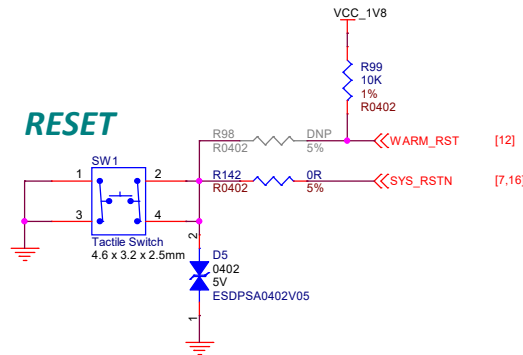 VCC_1V8
R99
10K
1%
R0402
RESET
R98
R0402
DNP
5%
WARM_RST [12]
SW1
1
2
3
4
R142
R0402
0R
5%
SYS_RSTN [7,16]
Tactile Switch
4.6 x 3.2 x 2.5mm
2
D5
0402
5V
ESDPSA0402V05
1